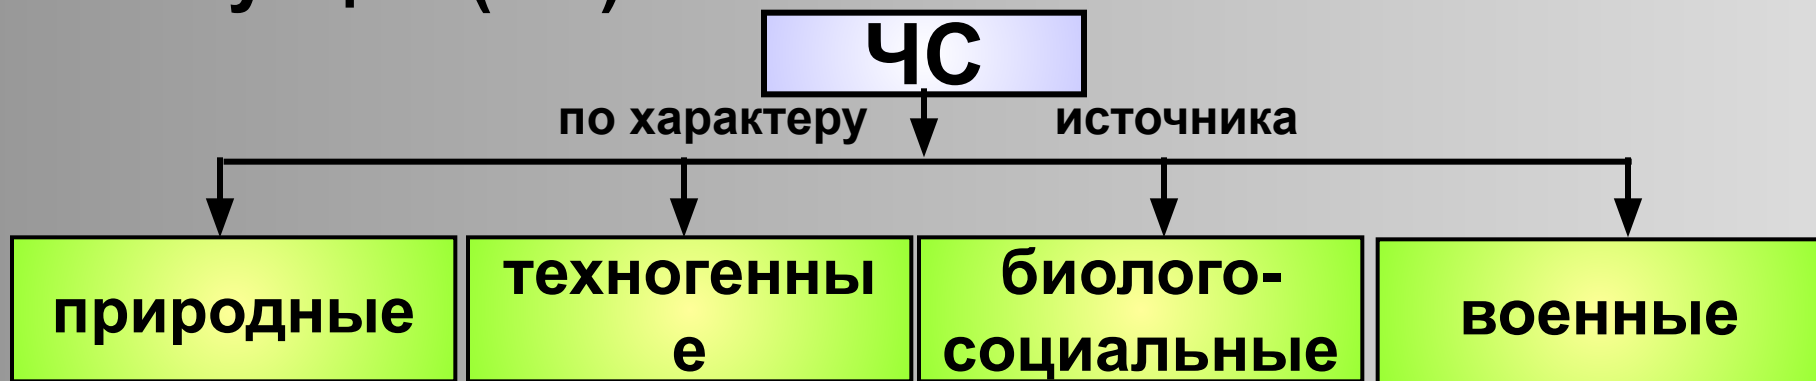 ЧС
по характеру источника
природные
техногенны
е
биолого-
социальные
военные